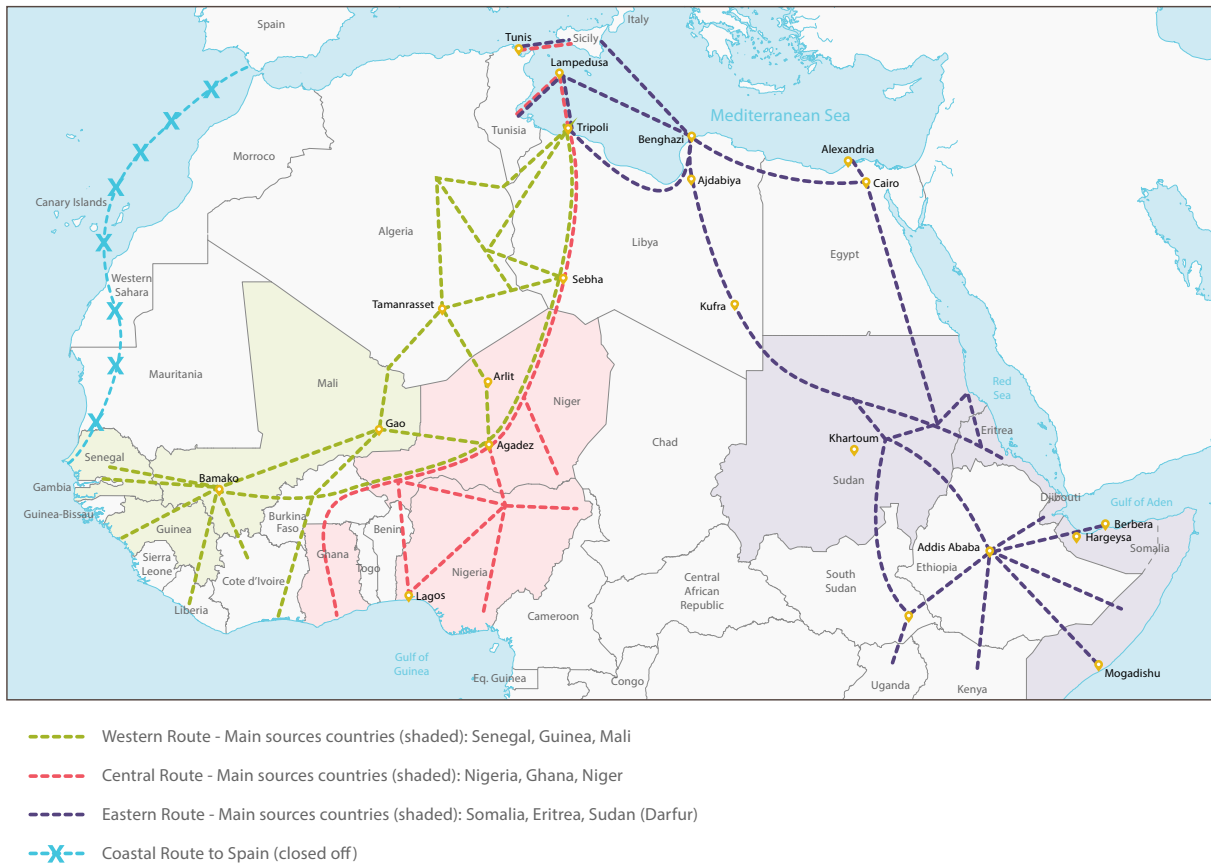 Spain
Italy
Tunis
Sicily
Lampedusa
Mediterranean Sea
Tunisia
Tripoli
Benghazi
Alexandria
Morroco
Ajdabiya
Cairo
Canary Islands
Algeria
Libya
Egypt
Western
Sahara
Sebha
Tamanrasset
Kufra
Mauritania
Mali
Arlit
Niger
Red
Sea
Gao
Chad
Eritrea
Khartoum
Agadez
Senegal
Sudan
Gambia
Bamako
Djibouti
Gulf of Aden
Guinea-Bissau
Guinea
Burkina
Faso
Benin
Berbera
Hargeysa
Somalia
Sierra
Leone
Ghana
Addis Ababa
Ethiopia
Cote d'Ivoire
Togo
Nigeria
Central
African
Republic
South
Sudan
Liberia
Lagos
Cameroon
Gulf of
Guinea
Eq. Guinea
Congo
Uganda
Kenya
Mogadishu
Western Route - Main sources countries (shaded): Senegal, Guinea, Mali
Central Route - Main sources countries (shaded): Nigeria, Ghana, Niger
Eastern Route - Main sources countries (shaded): Somalia, Eritrea, Sudan (Darfur)
Coastal Route to Spain (closed off)